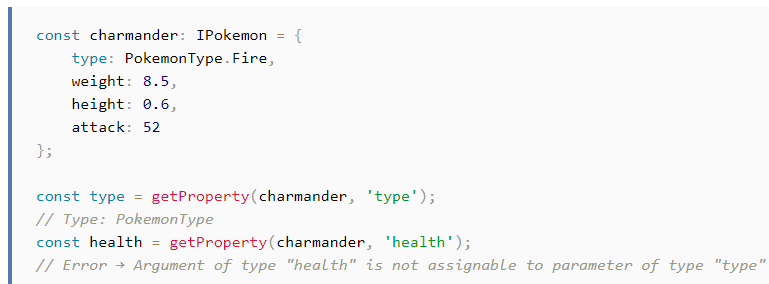 const charmander: IPokemon = {
    type: PokemonType.Fire,
    weight: 8.5,
    height: 0.6,
    attack: 52
};

const type = getProperty(charmander, 'type');
// Type: PokemonType
const health = getProperty(charmander, 'health');
// Error → Argument of type "health" is not assignable to parameter of type "type"